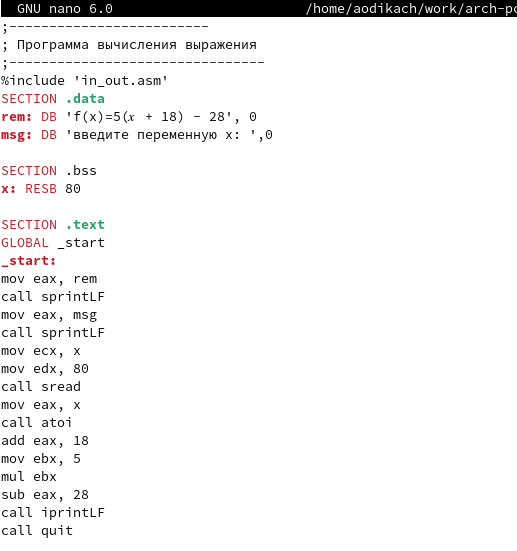 GNU nano 6.0 /home/aodikach/work/arch-pc
;-------------------------
; Программа вычисления выражения
;--------------------------------
%include 'in_out.asm'
SECTION .data
rem: DB 'f(x)=5(𝑥 + 18) − 28', 0
msg: DB 'введите переменную x: ',0
SECTION .bss
x: RESB 80
SECTION .text
GLOBAL _start
_start:
mov eax, rem
call sprintLF
mov eax, msg
call sprintLF
mov ecx, x
mov edx, 80
call sread
mov eax, x
call atoi
add eax, 18
mov ebx, 5
mul ebx
sub eax, 28
call iprintLF
call quit